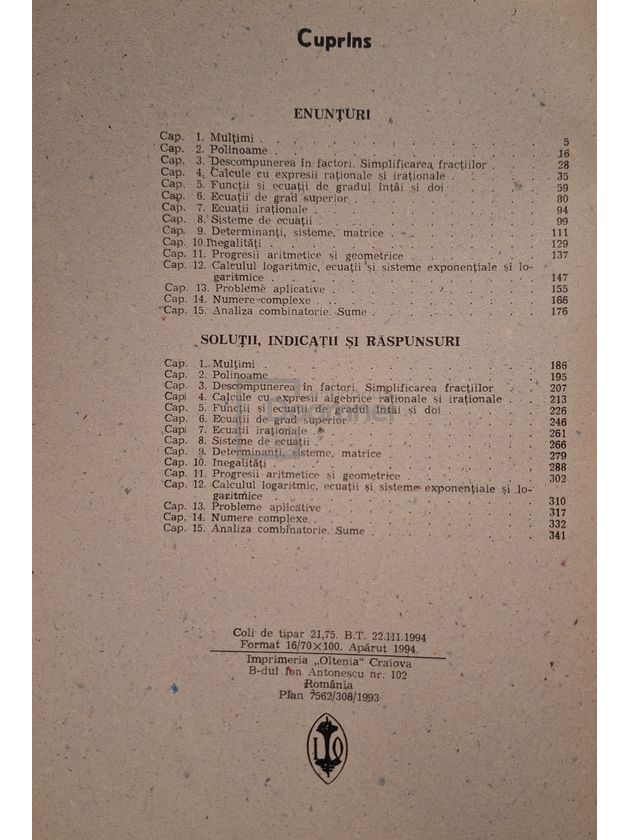 Cuprins
ENUNȚURI
Cap. 1. Mulțimi . . . . . . . . . . 5
Cap. 2. Polinoame . . . . . . . . . . 16
Cap. 3. Descompunerea în factori. Simplificarea fracțiilor . . . 28
Cap. 4. Calcule cu expresii raționale și iraționale . . . . 35
Cap. 5. Funcții și ecuații de gradul întâi și doi . . . . 59
Cap. 6. Ecuații de grad superior . . . . . . . 80
Cap. 7. Ecuații iraționale . . . . . . . . 94
Cap. 8. Sisteme de ecuații . . . . . . . . 99
Cap. 9. Determinanți, sisteme, matrice . . . . . . 111
Cap. 10. Inegalități . . . . . . . . . . 129
Cap. 11. Progresii aritmetice și geometrice . . . . . 137
Cap. 12. Calculul logaritmic, ecuații și sisteme exponențiale și lo-
garitmice . . . . . . . . . . 147
Cap. 13. Probleme aplicative . . . . . . . . 155
Cap. 14. Numere complexe . . . . . . . . 166
Cap. 15. Analiza combinatorie. Sume . . . . . . 176
SOLUȚII, INDICAȚII ȘI RĂSPUNSURI
Cap. 1. Mulțimi . . . . . . . . . . 186
Cap. 2. Polinoame . . . . . . . . . . 195
Cap. 3. Descompunerea în factori. Simplificarea fracțiilor . . 207
Cap. 4. Calcule cu expresii algebrice raționale și iraționale . . 213
Cap. 5. Funcții și ecuații de gradul întâi și doi . . . . 226
Cap. 6. Ecuații de grad superior . . . . . . . 246
Cap. 7. Ecuații iraționale . . . . . . . . 261
Cap. 8. Sisteme de ecuații . . . . . . . . 266
Cap. 9. Determinanți, sisteme, matrice . . . . . . 279
Cap. 10. Inegalități . . . . . . . . . . 288
Cap. 11. Progresii aritmetice și geometrice . . . . . 302
Cap. 12. Calculul logaritmic, ecuații și sisteme exponențiale și lo-
garitmice . . . . . . . . . . 310
Cap. 13. Probleme aplicative . . . . . . . . 317
Cap. 14. Numere complexe . . . . . . . . 332
Cap. 15. Analiza combinatorie. Sume . . . . . . 341
Coli de tipar 21,75. B.T. 22.III.1994
Format 16/70×100. Apărut 1994.
Imprimeria „Oltenia” Craiova
B-dul Ion Antonescu nr. 102
România
Plan 7562/308/1993